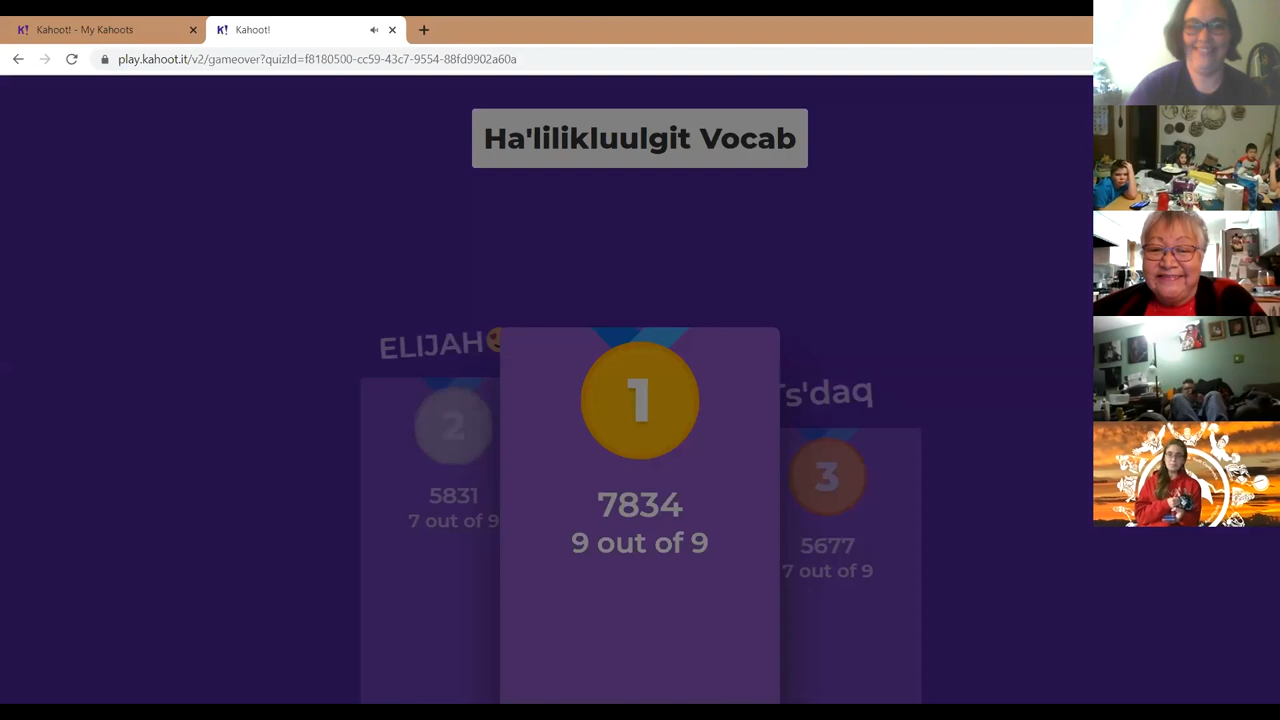 Kahoot! - My Kahoots
Kahoot!
play.kahoot.it/v2/gameover?quizId=f8180500-cc59-43c7-9554-88fd9902a60a
Ha'lilikluulgit Vocab
ELIJAH
1
2
3
s'daq
7834
9 out of 9
5831
7 out of 9
5677
7 out of 9